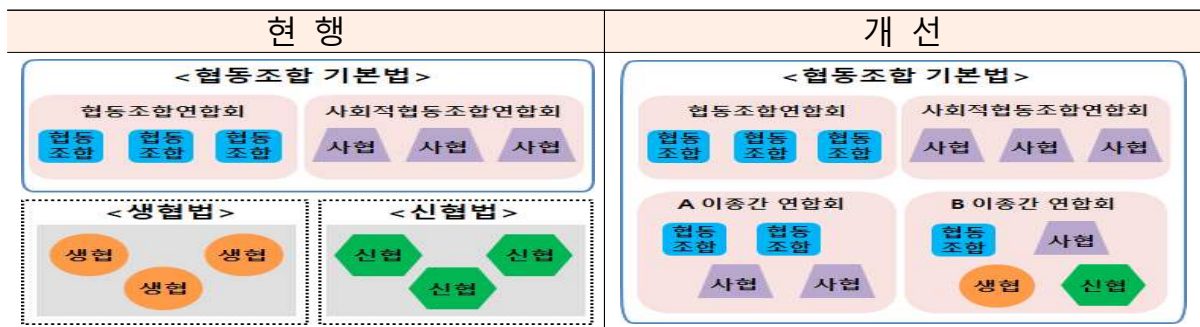 현 행
<협동조합 기본법>
협동조합연합회
사회적협동조합연합회
협동 협동 협동
조합 조합 조합
사협 사협 사협
<생협법>
<신협법>
생협 생협
생협
신협 신협
신협
개 선
<협동조합 기본법>
협동조합연합회
사회적협동조합연합회
협동 협동 협동
조합 조합 조합
사협 사협 사협
A 이종간 연합회
협동 협동
조합 조합
사협 사협
B 이종간 연합회
협동
조합
사협
생협 신협